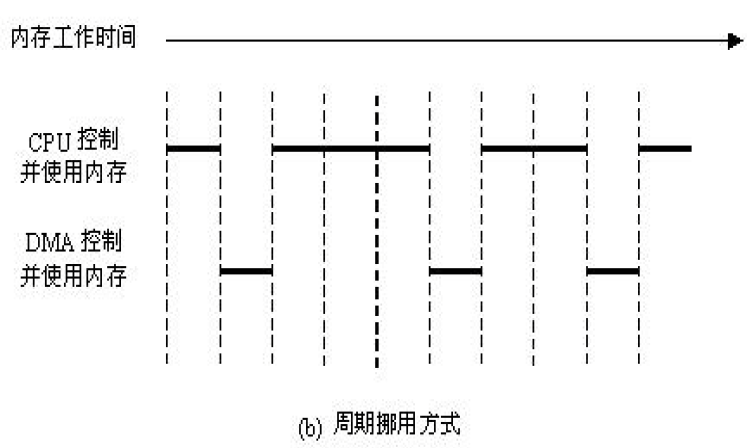 内存工作时间
CPU 控制
并使用内存
DMA 控制
并使用内存
(b) 周期挪用方式